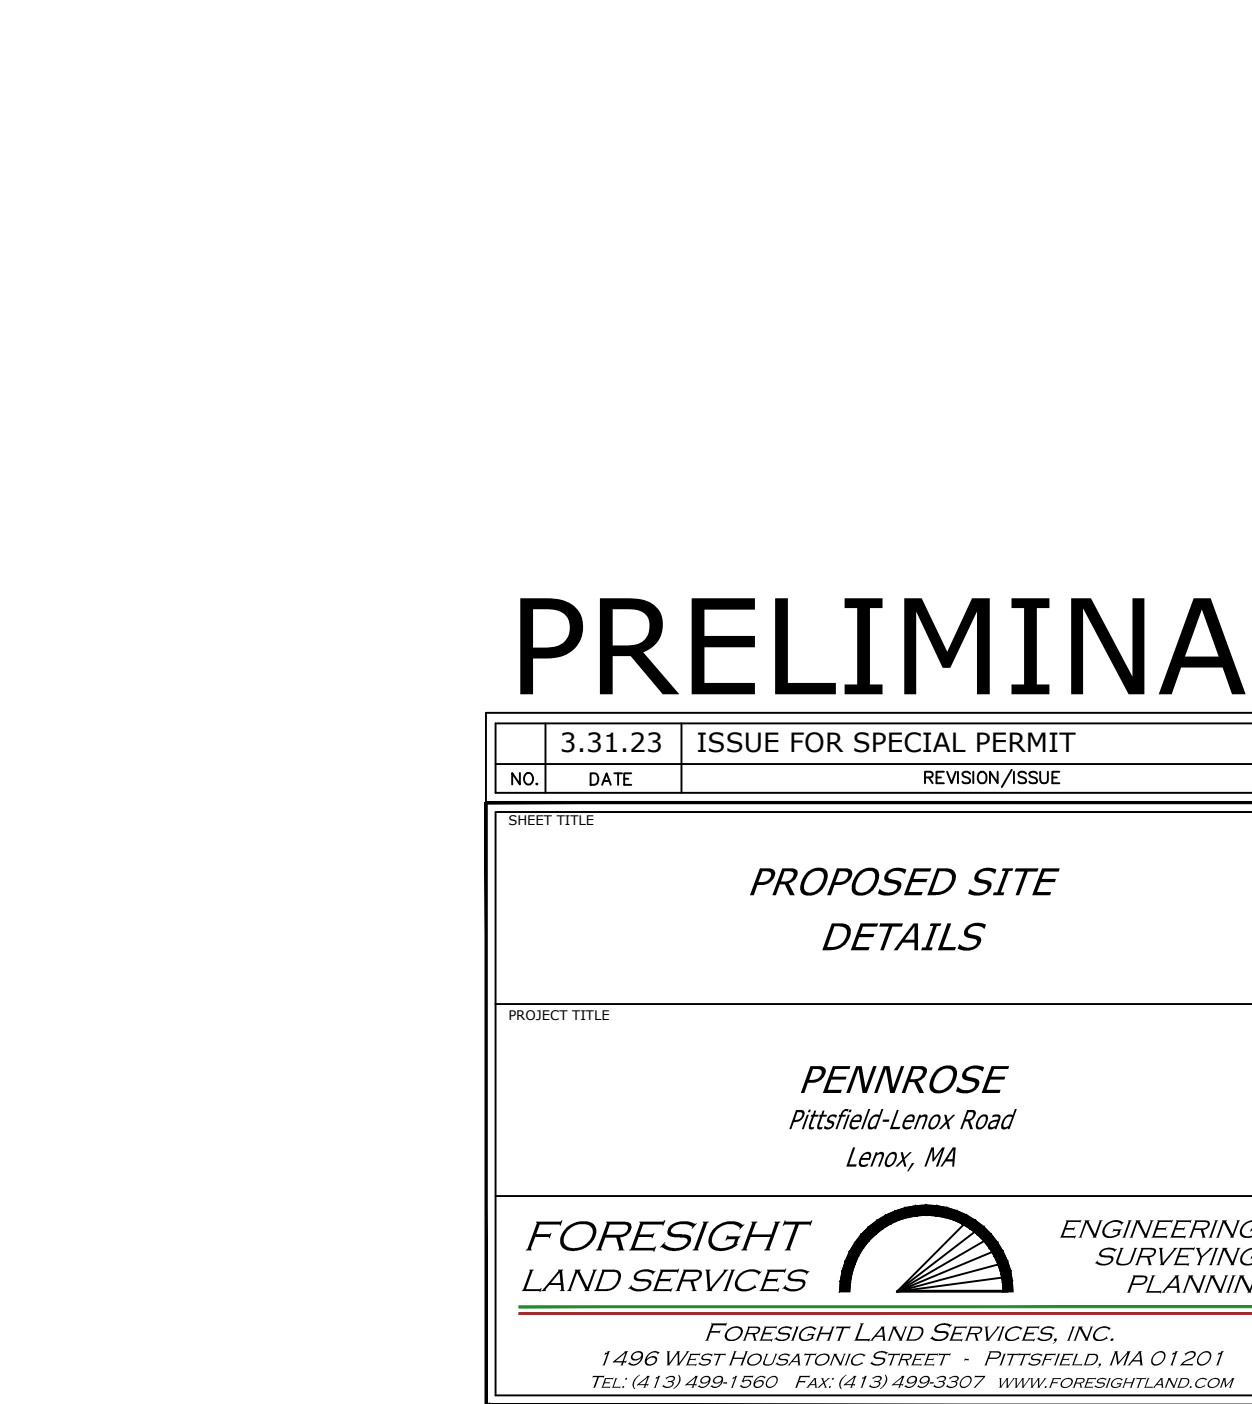 PRELIMINA
3.31.23 ISSUE FOR SPECIAL PERMIT
NO. DATE REVISION/ISSUE
SHEET TITLE
PROPOSED SITE
DETAILS
PROJECT TITLE
PENNROSE
Pittsfield-Lenox Road
Lenox, MA
FORESIGHT
LAND SERVICES
ENGINEERING
SURVEYING
PLANNIN
FORESIGHT LAND SERVICES, INC.
1496 WEST HOUSATONIC STREET - PITTSFIELD, MA 01201
TEL: (413) 499-1560 FAX: (413) 499-3307 WWW.FORESIGHTLAND.COM